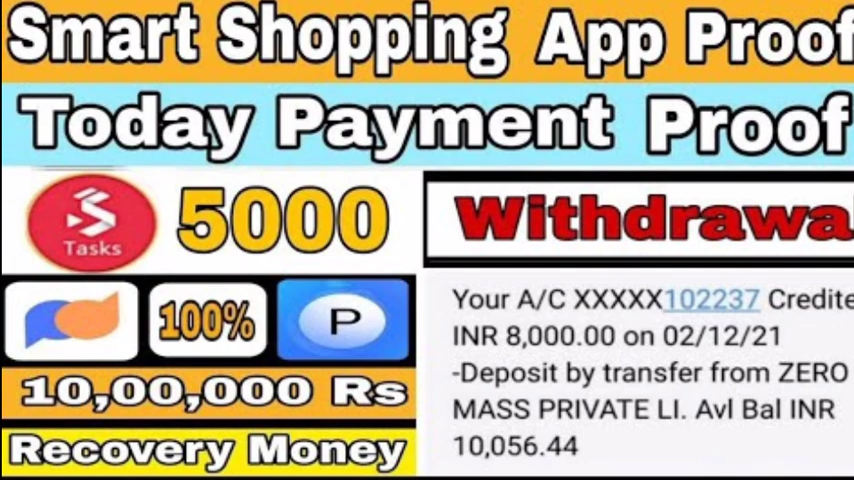 Smart Shopping App Proof
Today Payment Proof
Tasks
5000
Withdrawal
100%
P
10,00,000 Rs
Recovery Money
Your A/C XXXXX102237 Credite
INR 8,000.00 on 02/12/21
-Deposit by transfer from ZERO
MASS PRIVATE LI. Avl Bal INR
10,056.44